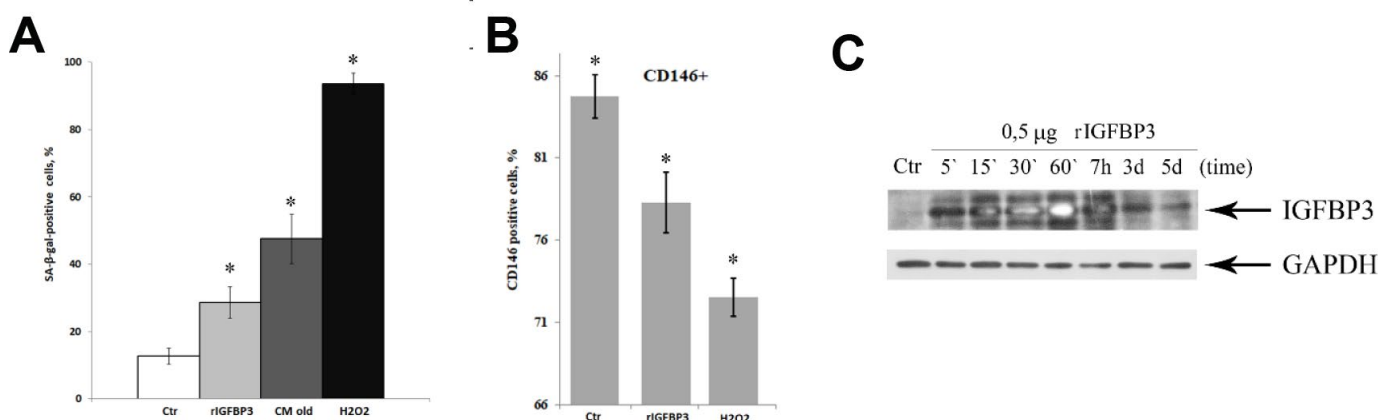 A
SA-β-gal-positive cells, %
100
80
60
40
20
0
*
*
*
Ctr rIGFBP3 CM old H2O2
B
CD146+
CD146 positive cells, %
86
81
76
71
66
*
*
*
Ctr rIGFBP3 H2O2
C
0,5 µg rIGFBP3
Ctr 5` 15` 30` 60` 7h 3d 5d (time)
IGFBP3
GAPDH